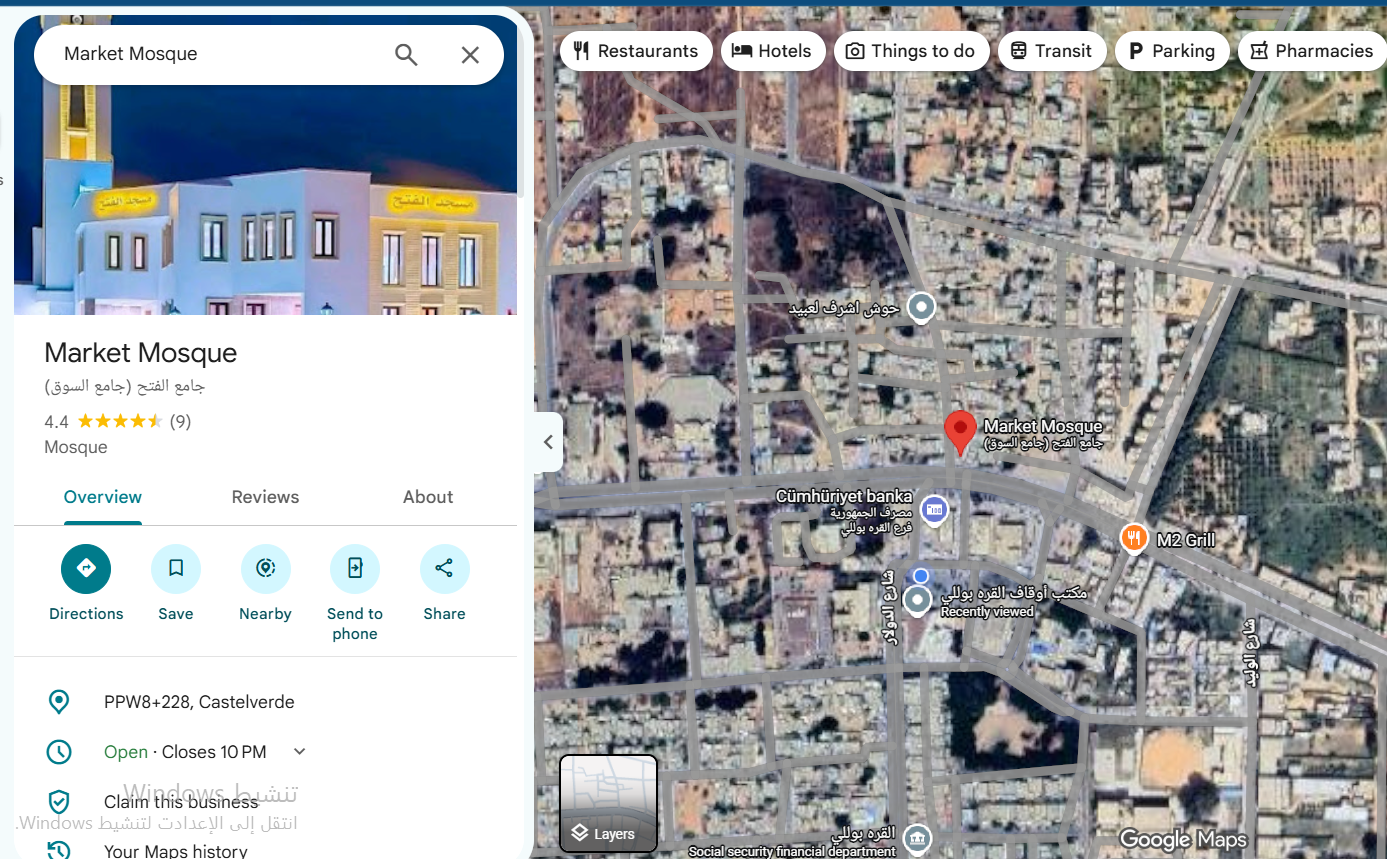 Market Mosque
مسجد الفتح
مسجد الفتح
Market Mosque
جامع الفتح (جامع السوق)
4.4 (9)
Mosque
Overview
Reviews
About
Directions
Save
Nearby
Send to phone
Share
PPW8+228, Castelverde
Open · Closes 10 PM
تنشيط Windows
Claim this business
انتقل إلى الإعدادت لتنشيط Windows.
Your Maps history
Restaurants
Hotels
Things to do
Transit
Parking
Pharmacies
حوش اشرف لعبيد
Market Mosque
جامع الفتح (جامع السوق)
Cümhüriyet banka
مصرف الجمهورية
فرع القره بوللي
M2 Grill
شارع الدولار
مكتب أوقاف القره بوللي
Recently viewed
شارع الوليد
القره بوللي
Social security financial department
Layers
Google Maps